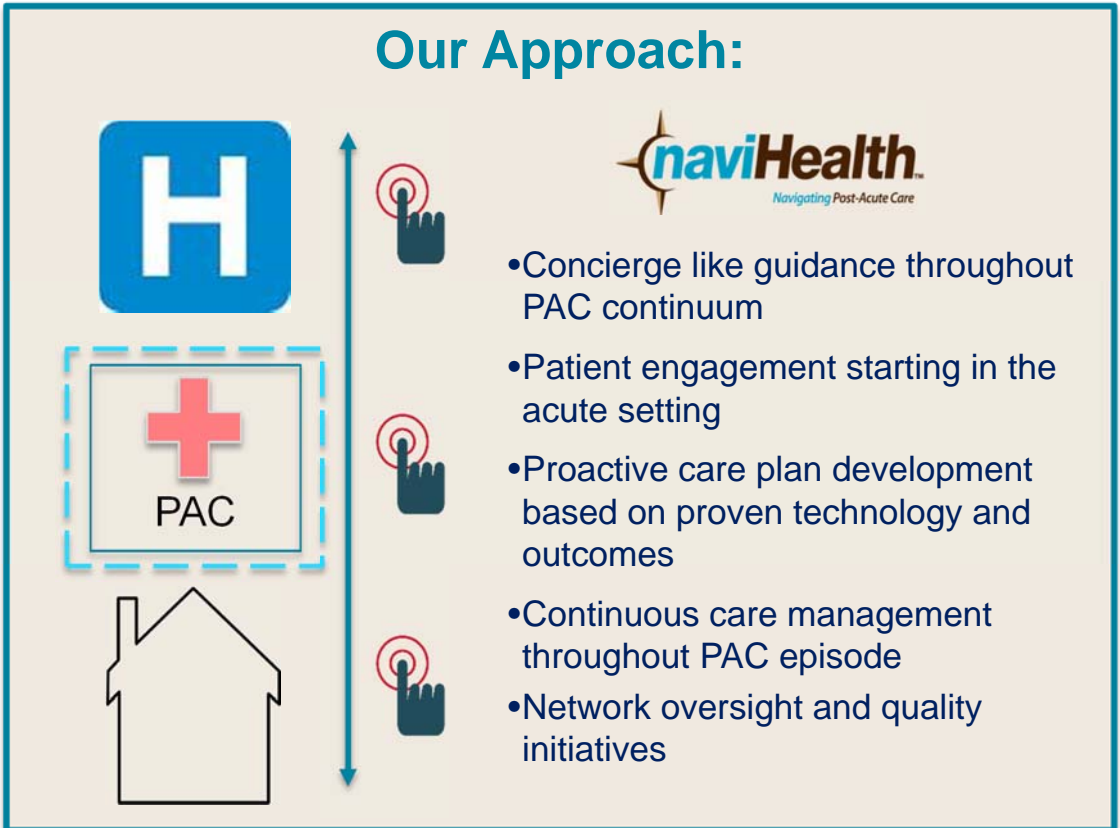 Our Approach:
H
PAC
naviHealth™
Navigating Post-Acute Care
•Concierge like guidance throughout
PAC continuum
•Patient engagement starting in the
acute setting
•Proactive care plan development
based on proven technology and
outcomes
•Continuous care management
throughout PAC episode
•Network oversight and quality
initiatives